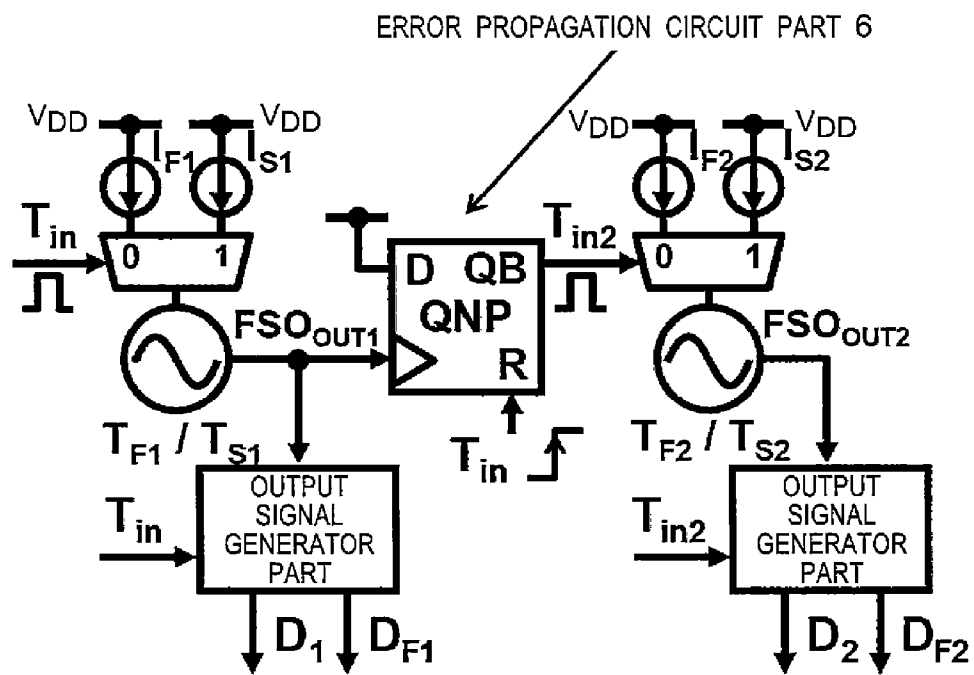 ERROR PROPAGATION CIRCUIT PART 6
VDD IF1 IS1 VDD
VDD IF2 IS2 VDD
Tin
0 1
D QB
QNP
R
Tin2
0 1
FSOOUT1
FSOOUT2
TF1 / TS1
Tin
TF2 / TS2
Tin
OUTPUT
SIGNAL
GENERATOR
PART
Tin2
OUTPUT
SIGNAL
GENERATOR
PART
D1 DF1
D2 DF2